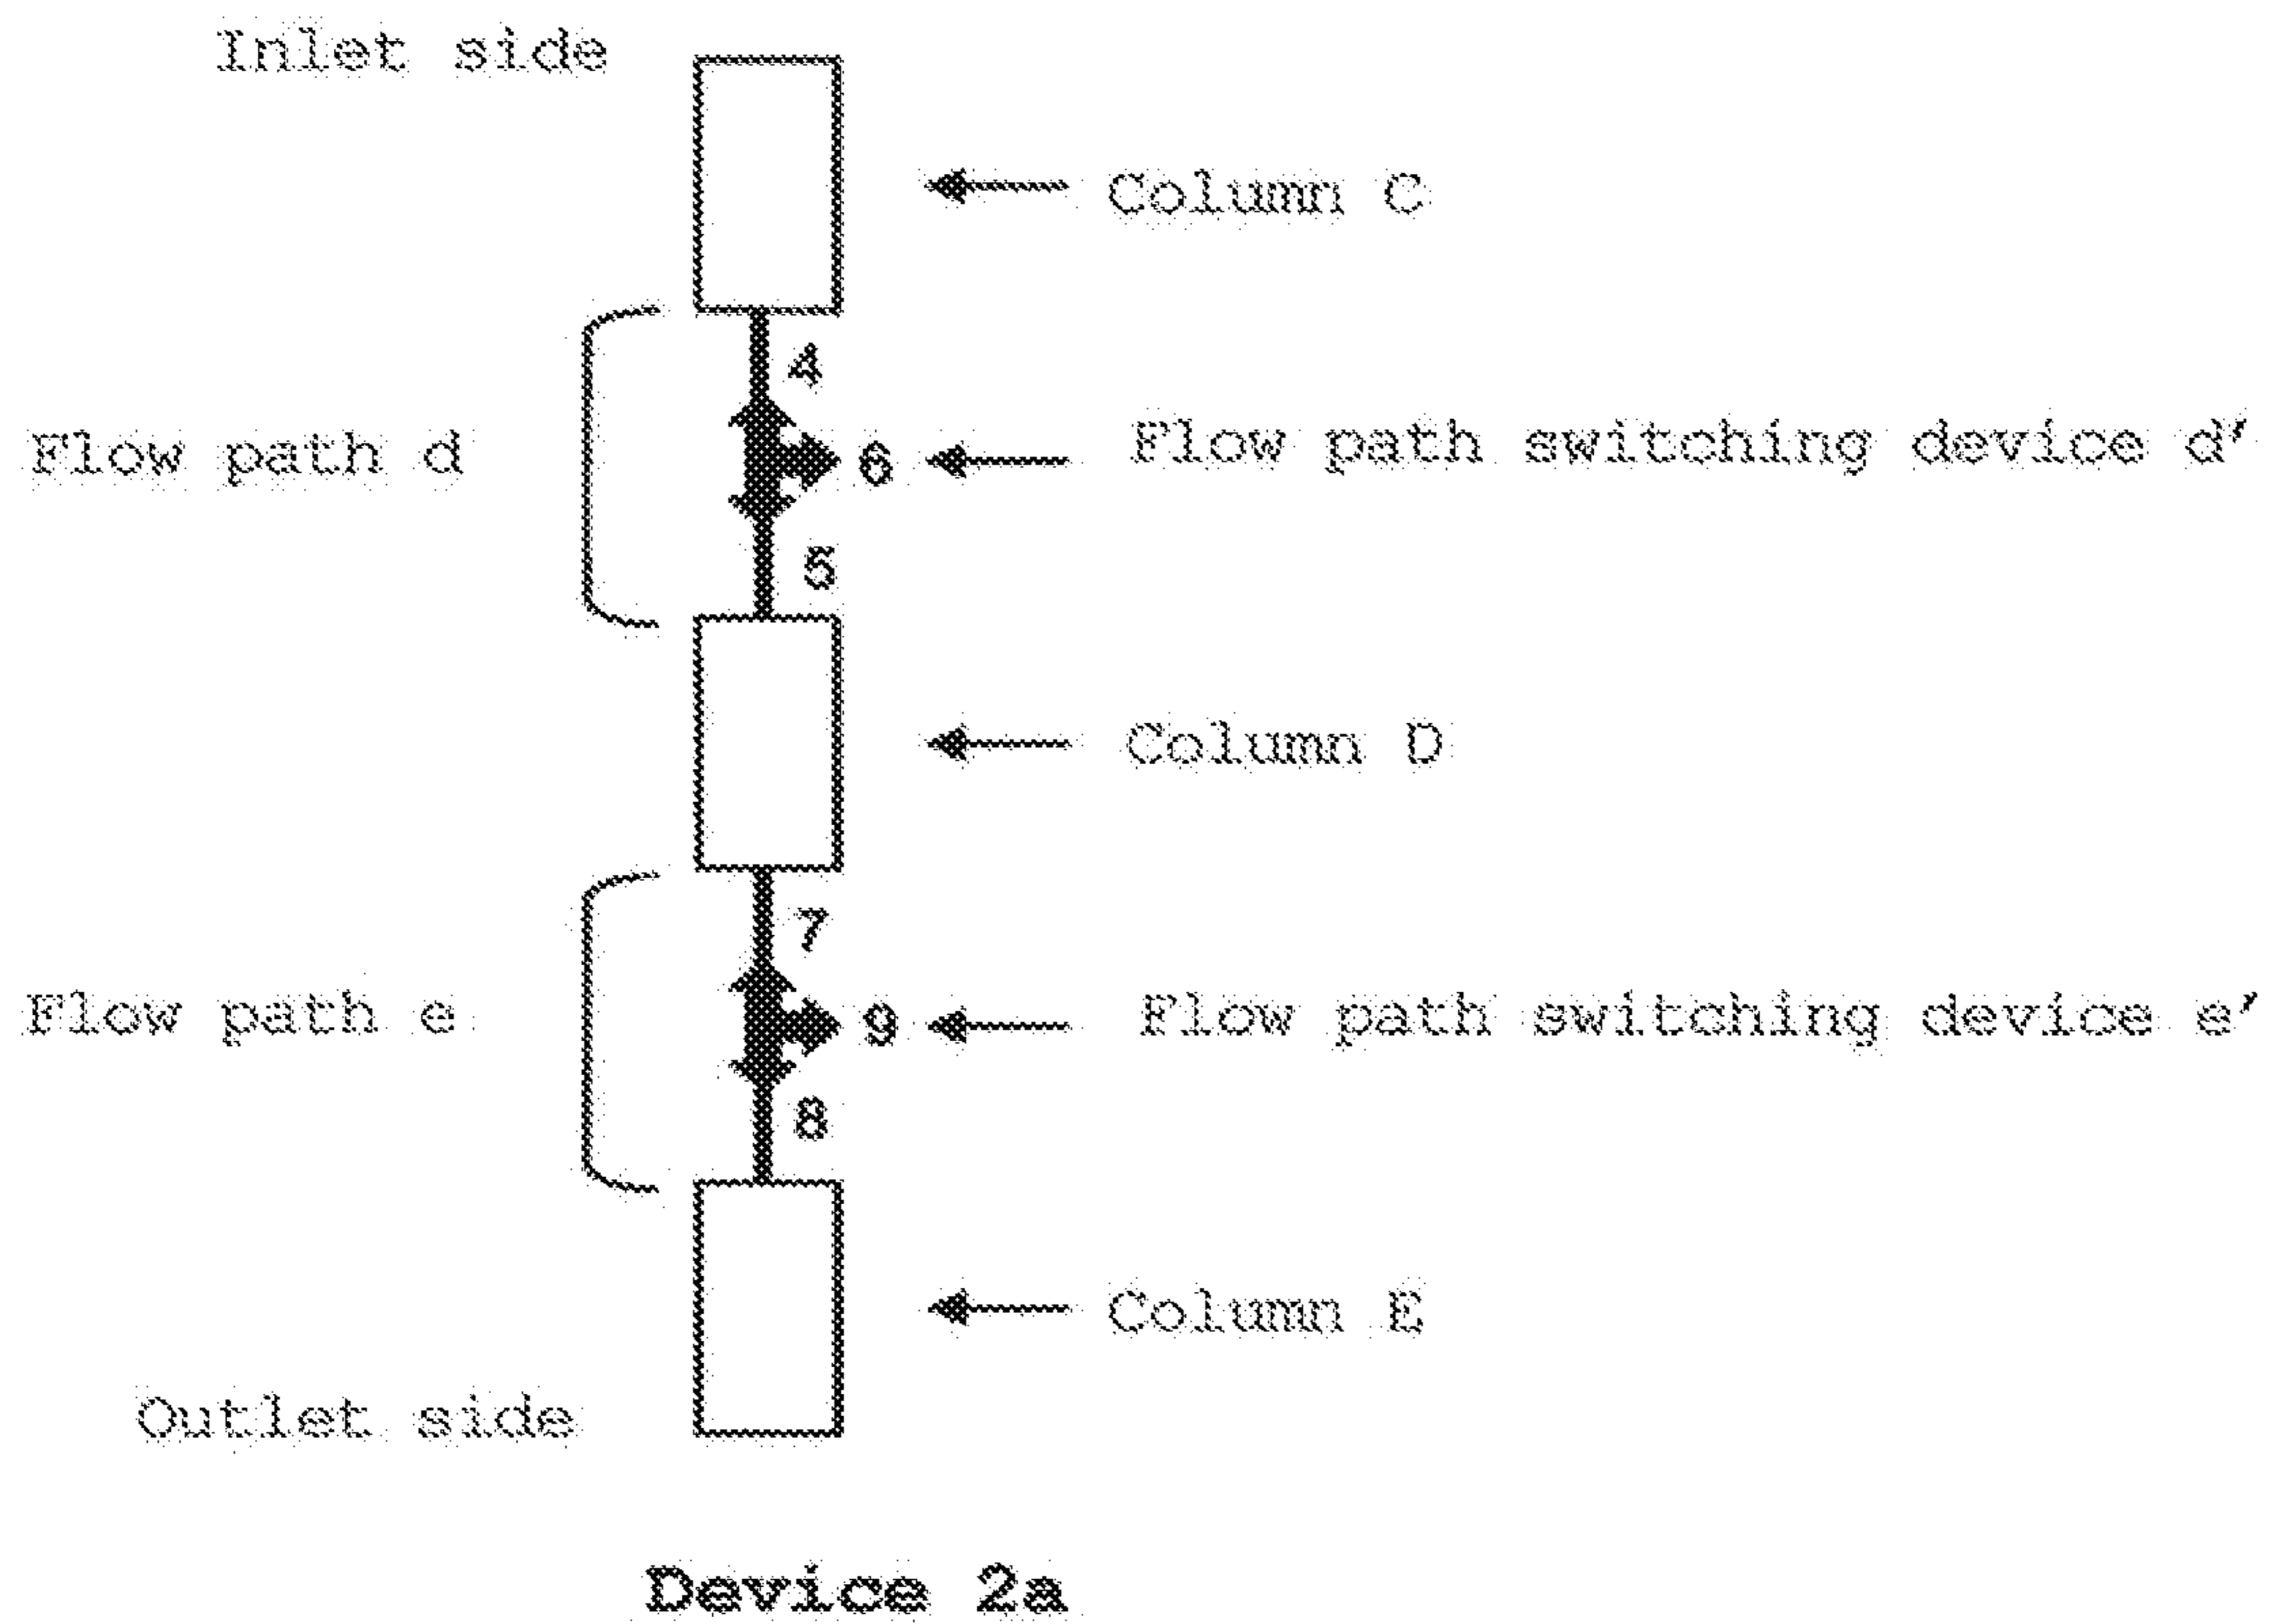 Inlet side
Column C
4
Flow path d
6
Flow path switching device d'
5
Column D
7
Flow path e
9
Flow path switching device e'
8
Column E
Outlet side
Device 2a